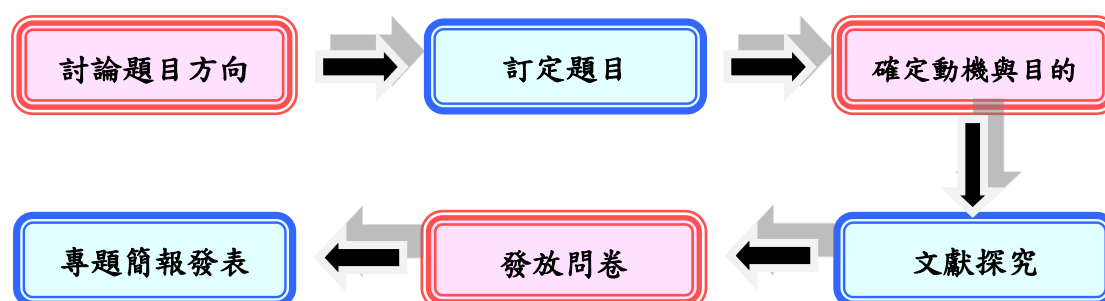 討論題目方向
訂定題目
確定動機與目的
文獻探究
發放問卷
專題簡報發表